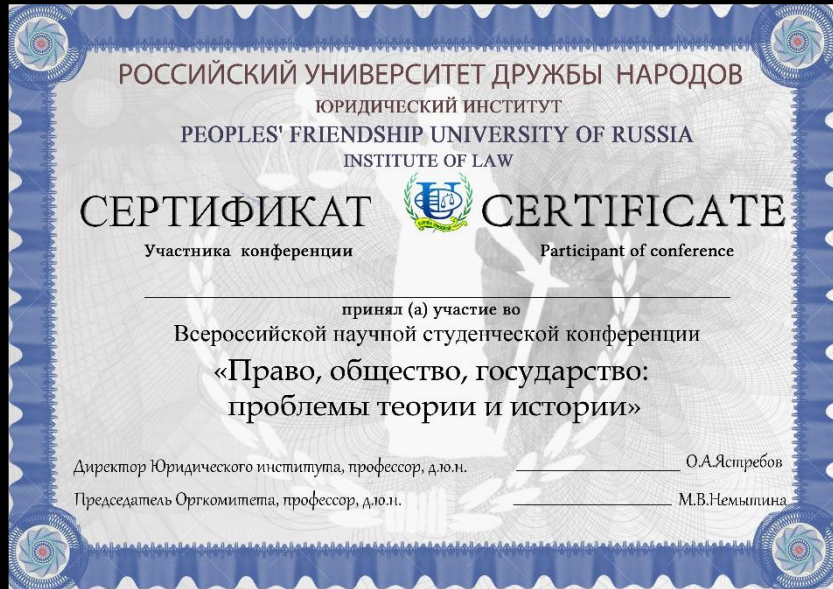 РОССИЙСКИЙ УНИВЕРСИТЕТ ДРУЖБЫ НАРОДОВ
ЮРИДИЧЕСКИЙ ИНСТИТУТ
PEOPLES' FRIENDSHIP UNIVERSITY OF RUSSIA
INSTITUTE OF LAW
СЕРТИФИКАТ CERTIFICATE
Участника конференции Participant of conference
принял (а) участие во
Всероссийской научной студенческой конференции
«Право, общество, государство:
проблемы теории и истории»
Директор Юридического института, профессор, д.ю.н. О.А.Ястребов
Председатель Оргкомитета, профессор, д.ю.н. М.В.Немытина